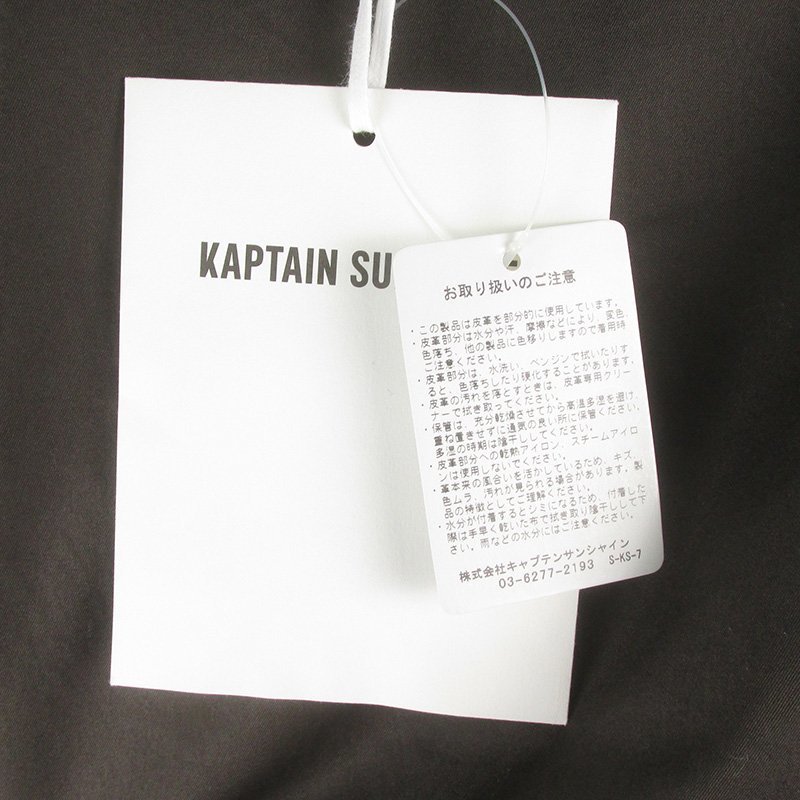 KAPTAIN SU
お取り扱いのご注意
・この製品は皮革を部分的に使用しています。
・皮革部分は水分や汗、摩擦などにより、変色、
色落ち、他の製品に色移りしますので着用時
ご注意ください。
・皮革部分は、水洗い、ベンジンで拭いたりす
ると、色落ちしたり硬化することがあります。
・皮革の汚れを落とすときは、皮革専用クリー
ナーで拭き取ってください。
・保管は、充分乾燥させてから高温多湿を避け、
重ね置きせずに通気の良い所に保管ください。
多湿の時期は陰干ししてください。
・皮革部分への乾熱アイロン、スチームアイロ
ンは使用しないでください。
・革本来の風合いを活かしているため、キズ、
色ムラ、汚れが見られる場合があります。製
品の特徴としてご理解ください。
・水分が付着するとシミになるため、付着した
際は手早く乾いた布で拭き取り陰干しして下
さい。雨などの水分にはご注意ください。
株式会社キャプテンサンシャイン
03-6277-2193 S-KS-7